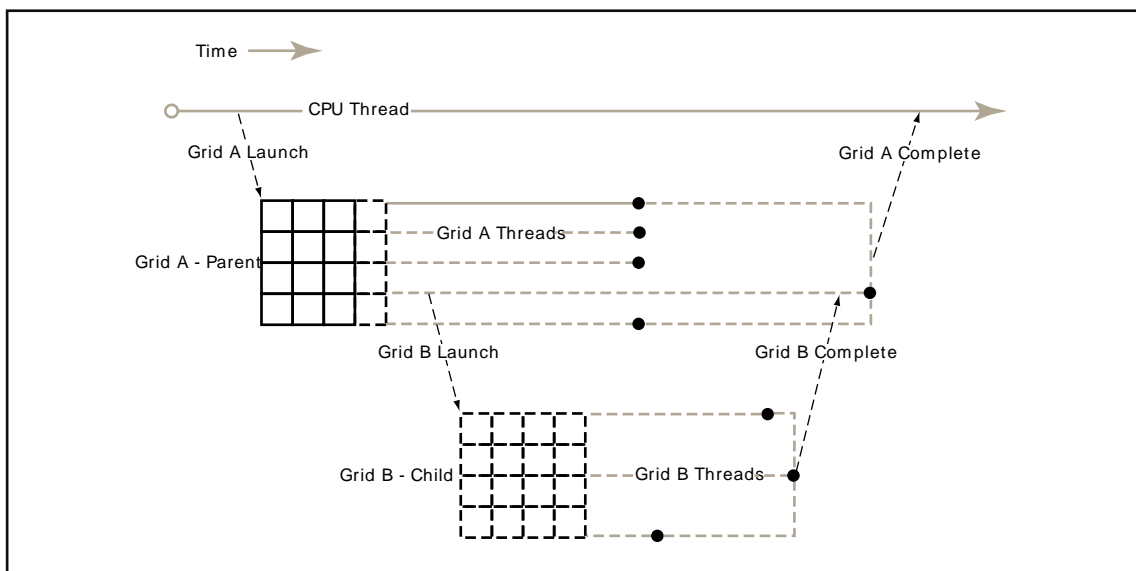 Time
CPU Thread
Grid A Launch
Grid A Complete
Grid A Threads
Grid A - Parent
Grid B Launch
Grid B Complete
Grid B - Child
Grid B Threads